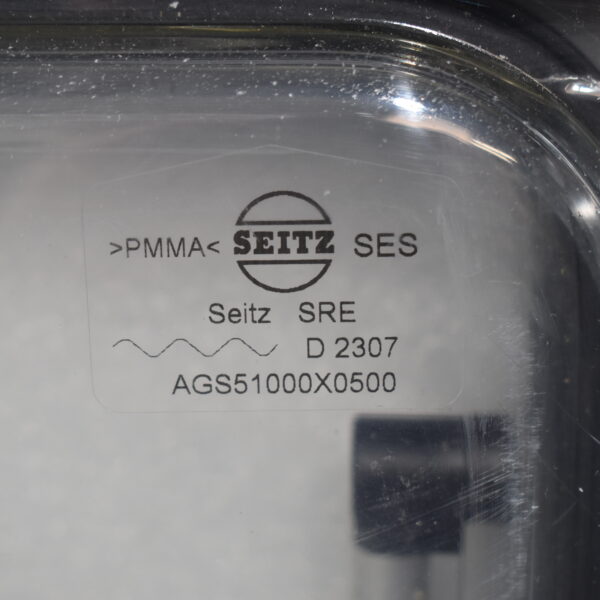 >PMMA< SEITZ SES
Seitz SRE
D 2307
AGS51000X0500